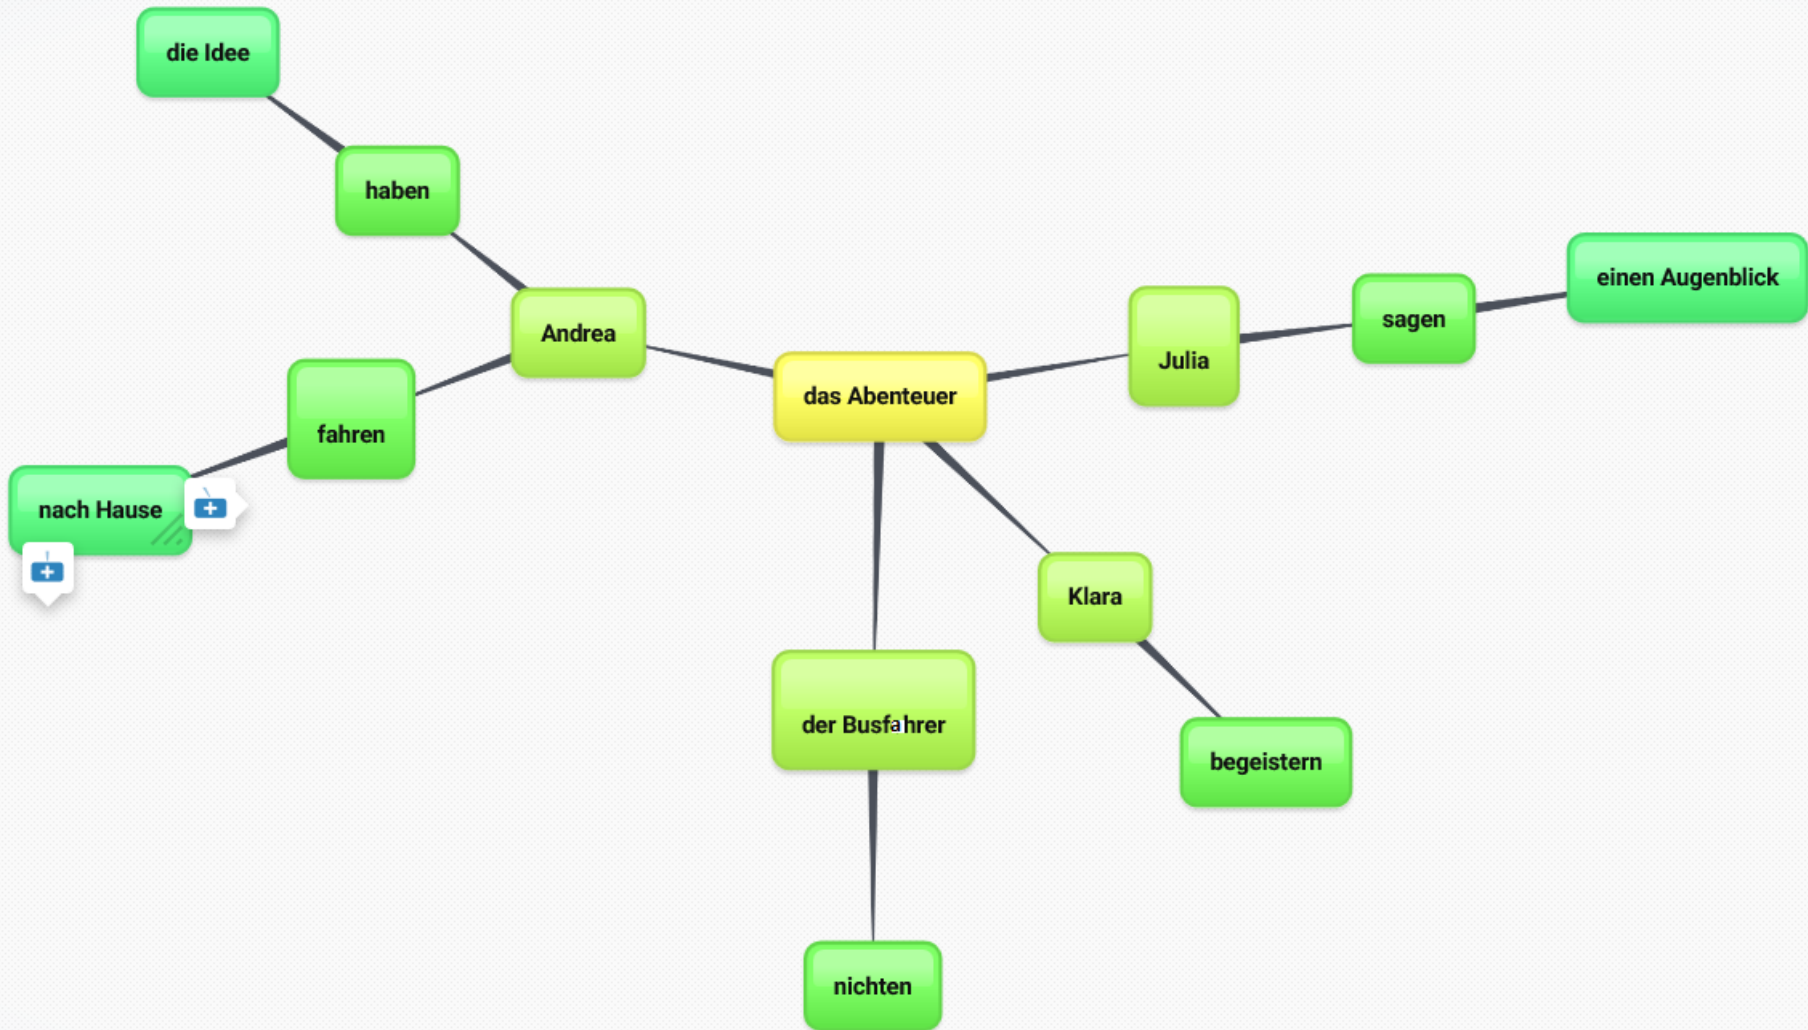 die Idee
haben
Andrea
fahren
nach Hause
das Abenteuer
Julia
sagen
einen Augenblick
Klara
begeistern
der Busfahrer
nichten